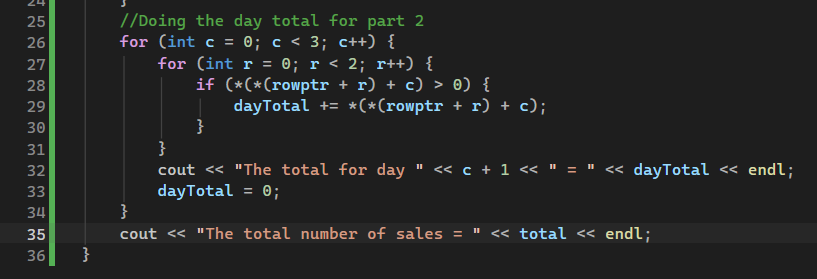 24 }
25 //Doing the day total for part 2
26 for (int c = 0; c < 3; c++) {
27 for (int r = 0; r < 2; r++) {
28 if (*(*(rowptr + r) + c) > 0) {
29 dayTotal += *(*(rowptr + r) + c);
30 }
31 }
32 cout << "The total for day " << c + 1 << " = " << dayTotal << endl;
33 dayTotal = 0;
34 }
35 cout << "The total number of sales = " << total << endl;
36 }